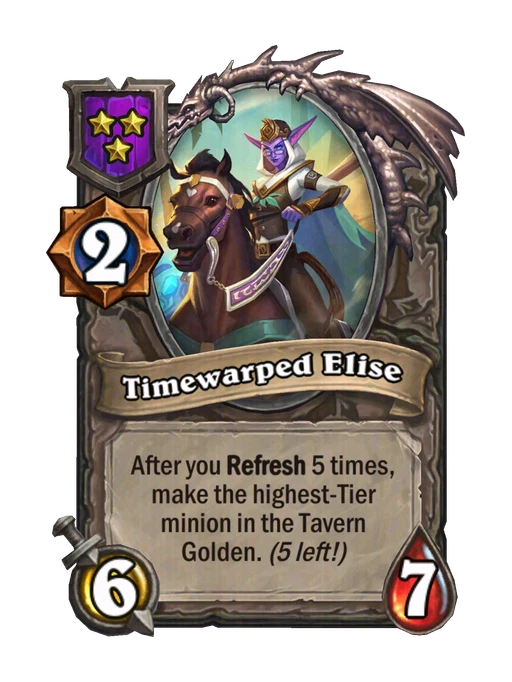 2
Timewarped Elise
After you Refresh 5 times,
make the highest-Tier
minion in the Tavern
Golden. (5 left!)
6
7